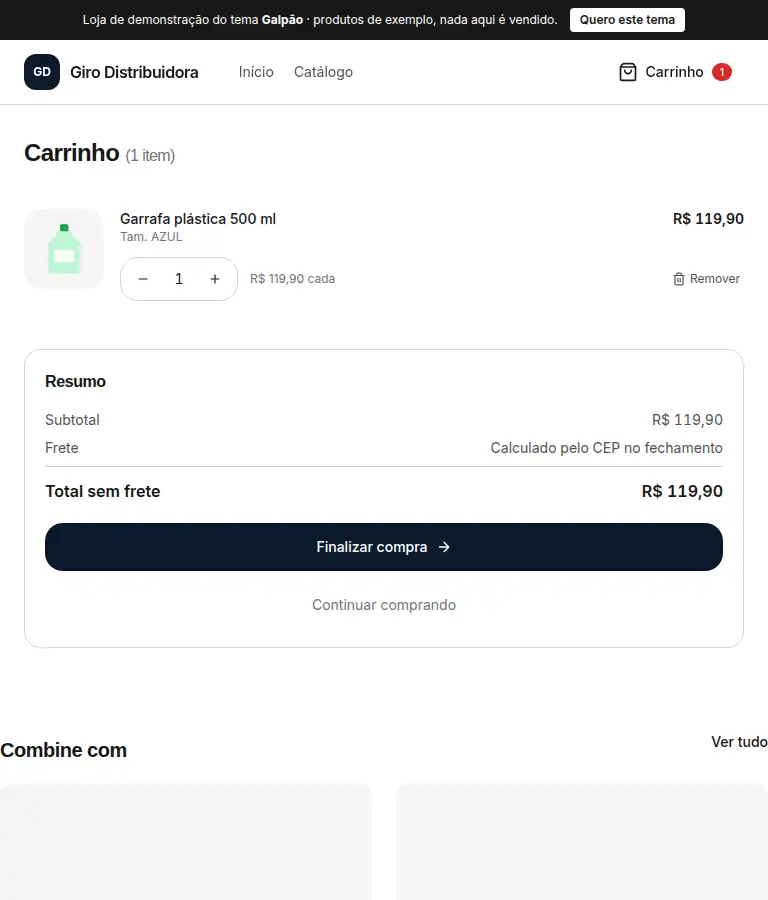 Loja de demonstração do tema Galpão · produtos de exemplo, nada aqui é vendido. Quero este tema
GD Giro Distribuidora Início Catálogo Carrinho 1
Carrinho (1 item)
Garrafa plástica 500 ml R$ 119,90
Tam. AZUL
− 1 + R$ 119,90 cada Remover
Resumo
Subtotal R$ 119,90
Frete Calculado pelo CEP no fechamento
Total sem frete R$ 119,90
Finalizar compra →
Continuar comprando
Combine com Ver tudo